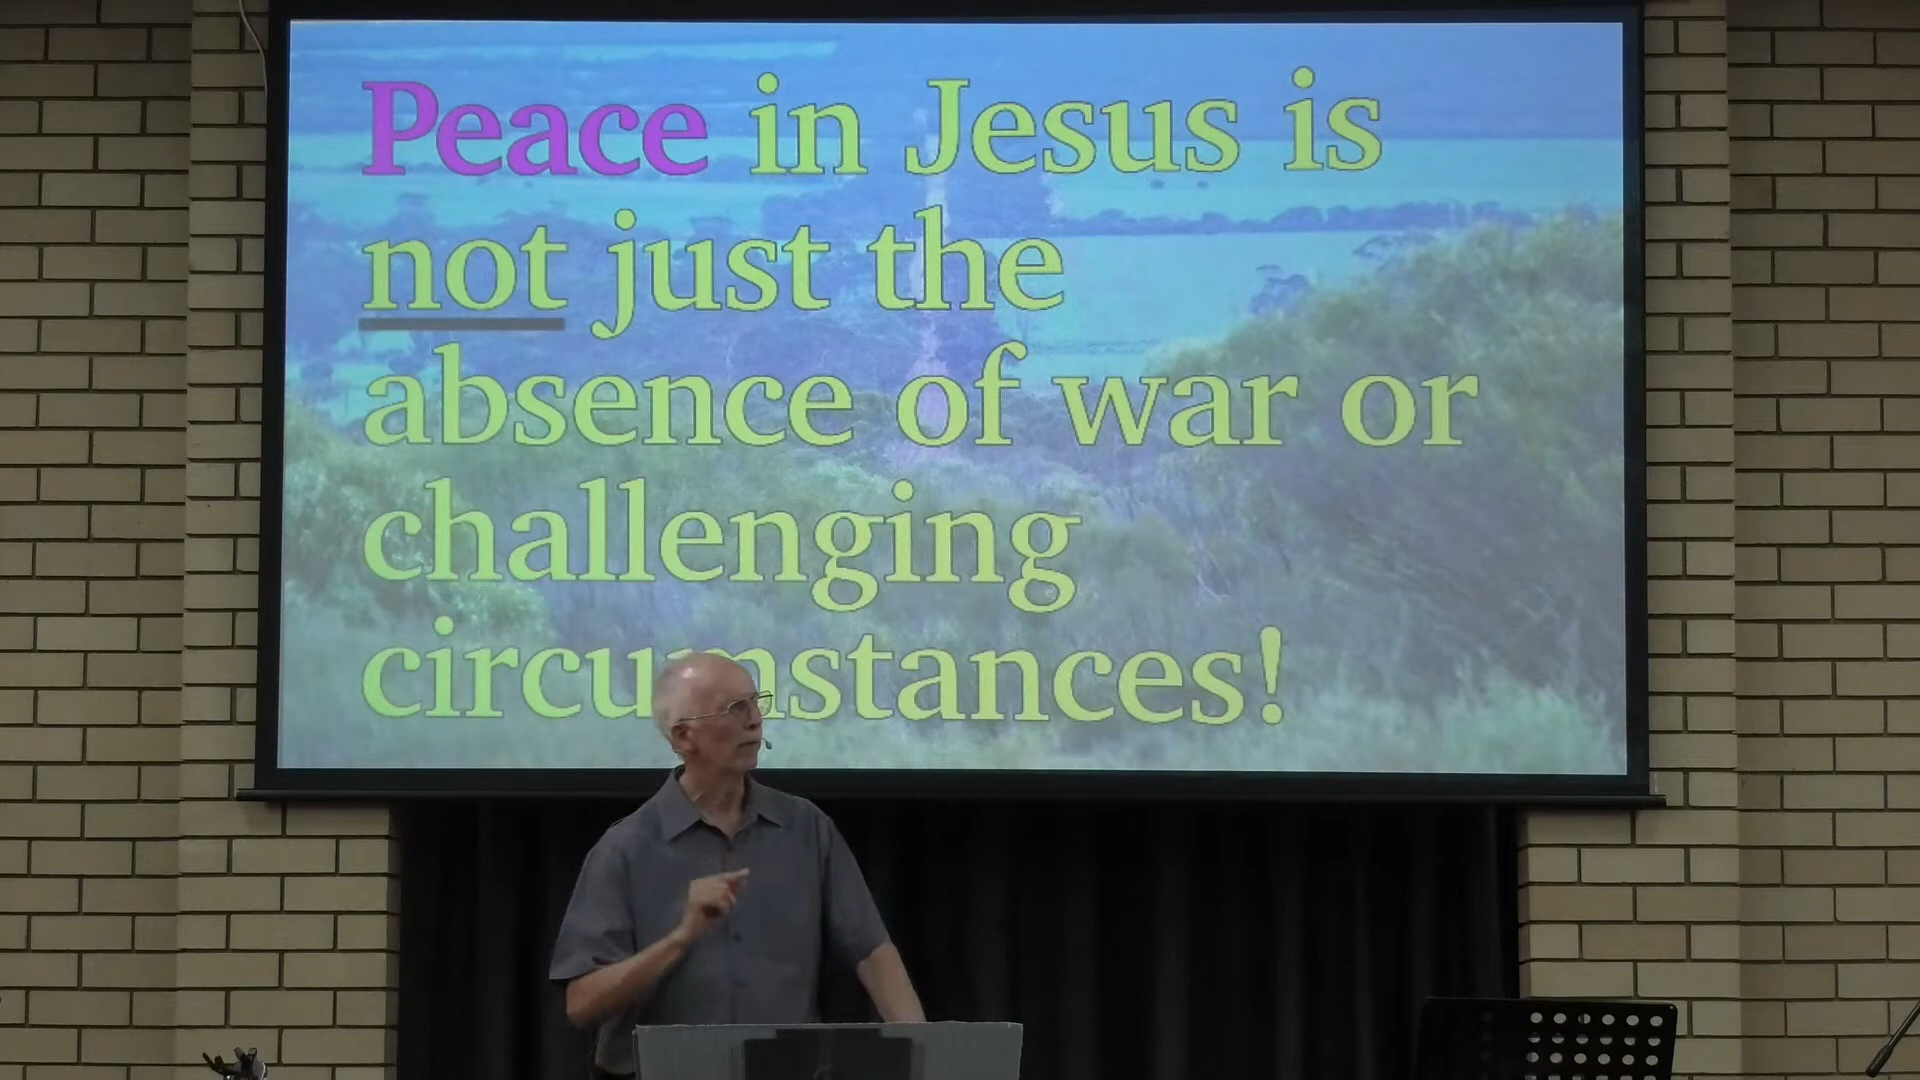 Peace in Jesus is
not just the
absence of war or
challenging
circumstances!